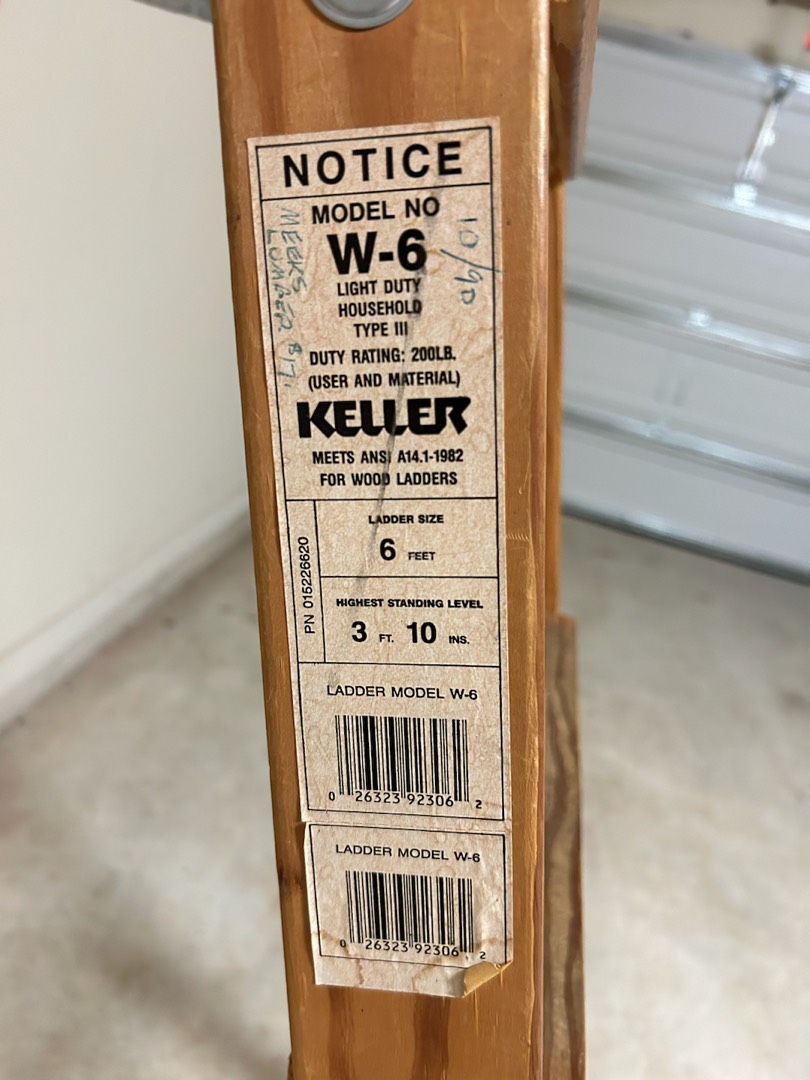 NOTICE
MODEL NO
W-6
LIGHT DUTY
HOUSEHOLD
TYPE III
DUTY RATING: 200LB.
(USER AND MATERIAL)
KELLER
MEETS ANSI A14.1-1982
FOR WOOD LADDERS
MEEKS
LUMBER $17.
10/90
PN 015226620
LADDER SIZE
6 FEET
HIGHEST STANDING LEVEL
3 FT. 10 INS.
LADDER MODEL W-6
0 26323 92306 2
LADDER MODEL W-6
0 26323 92306 2